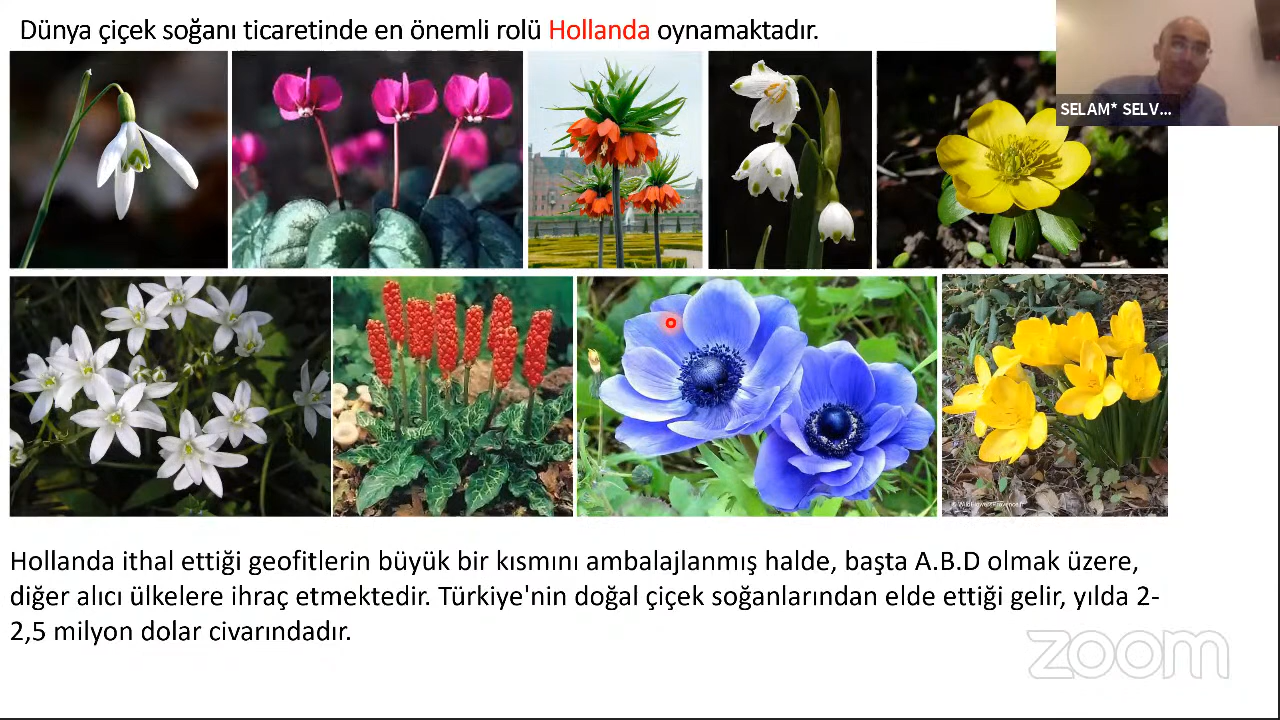 Dünya çiçek soğanı ticaretinde en önemli rolü Hollanda oynamaktadır.
SELAM* SELV...
Hollanda ithal ettiği geofitlerin büyük bir kısmını ambalajlanmış halde, başta A.B.D olmak üzere,
diğer alıcı ülkelere ihraç etmektedir. Türkiye'nin doğal çiçek soğanlarından elde ettiği gelir, yılda 2-
2,5 milyon dolar civarındadır.
zoom